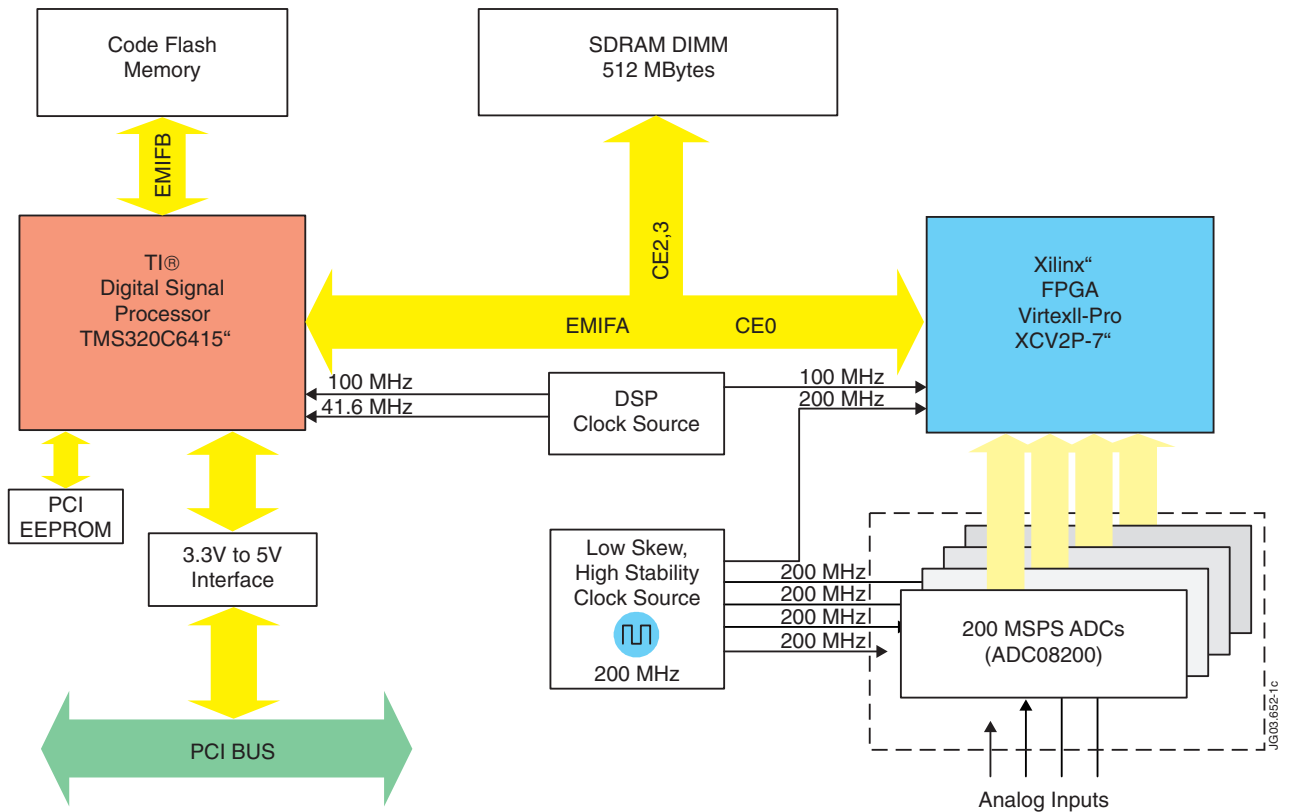 Code Flash
Memory
SDRAM DIMM
512 MBytes
EMIFB
CE2,3
TI®
Digital Signal
Processor
TMS320C6415“
Xilinx“
FPGA
VirtexII-Pro
XCV2P-7“
EMIFA
CE0
100 MHz
41.6 MHz
DSP
Clock Source
100 MHz
200 MHz
PCI
EEPROM
3.3V to 5V
Interface
Low Skew,
High Stability
Clock Source
200 MHz
200 MHz
200 MHz
200 MHz
200 MHz
200 MSPS ADCs
(ADC08200)
JG03.652-1c
PCI BUS
Analog Inputs